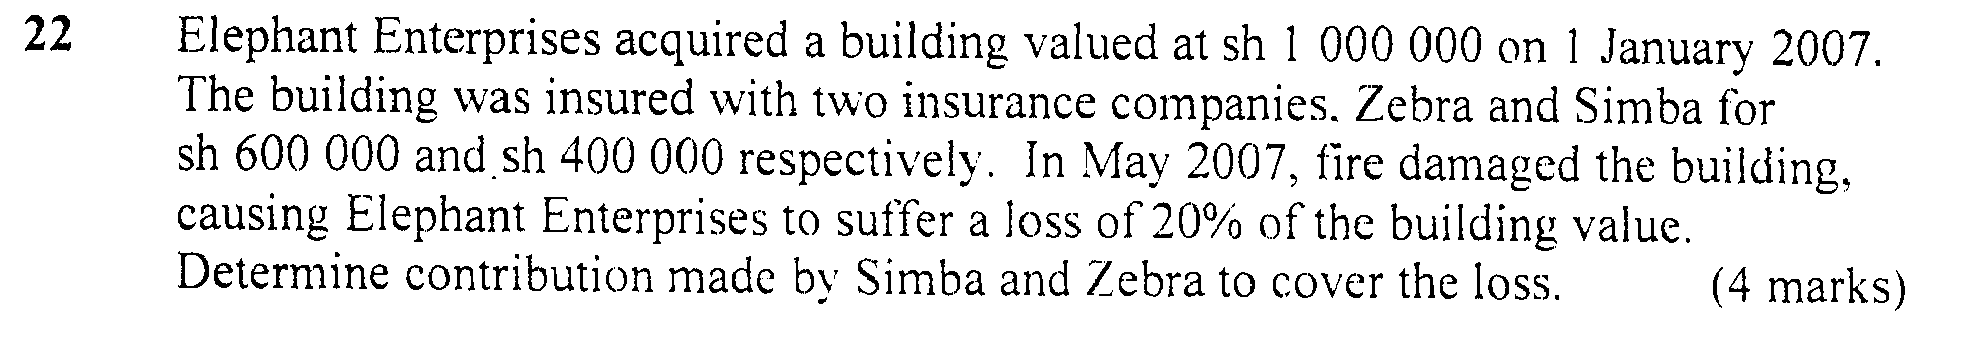 22 Elephant Enterprises acquired a building valued at sh 1 000 000 on 1 January 2007.
The building was insured with two insurance companies. Zebra and Simba for
sh 600 000 and sh 400 000 respectively. In May 2007, fire damaged the building,
causing Elephant Enterprises to suffer a loss of 20% of the building value.
Determine contribution made by Simba and Zebra to cover the loss. (4 marks)